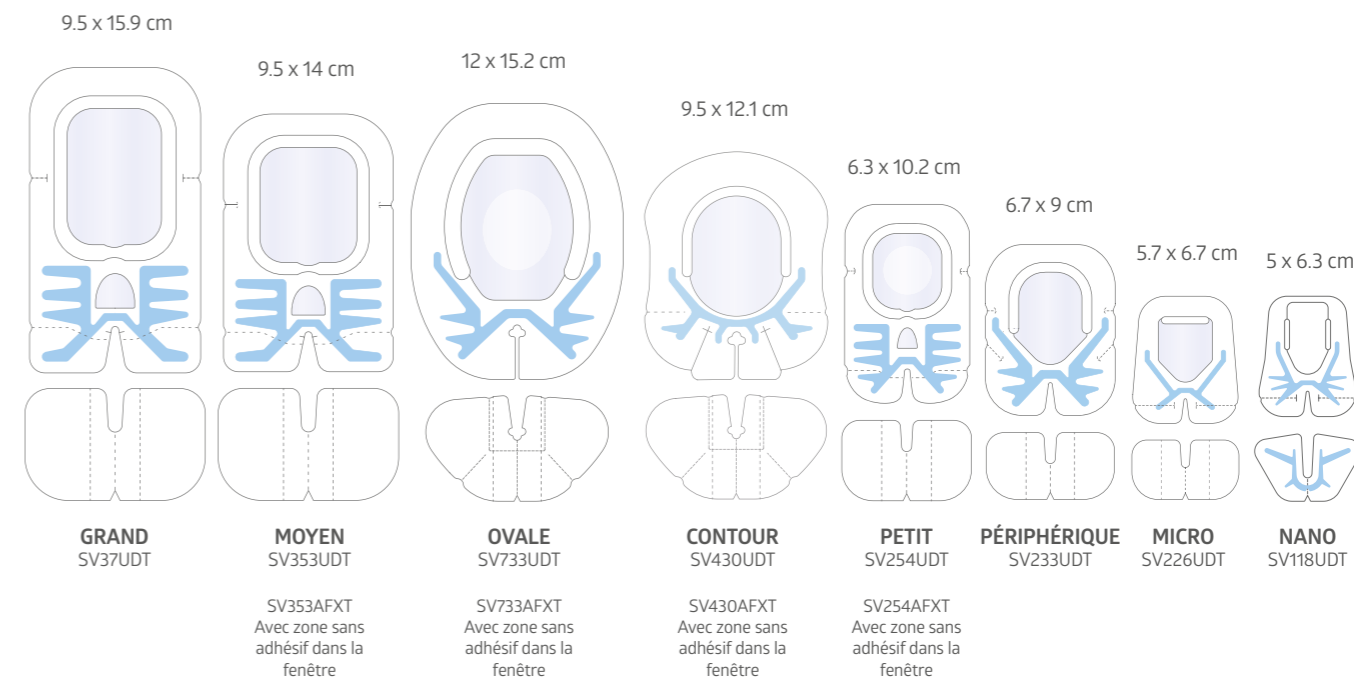 9.5 x 15.9 cm
9.5 x 14 cm
12 x 15.2 cm
9.5 x 12.1 cm
6.3 x 10.2 cm
6.7 x 9 cm
5.7 x 6.7 cm
5 x 6.3 cm
GRAND
SV37UDT
MOYEN
SV353UDT
SV353AFXT
Avec zone sans
adhésif dans la
fenêtre
OVALE
SV733UDT
SV733AFXT
Avec zone sans
adhésif dans la
fenêtre
CONTOUR
SV430UDT
SV430AFXT
Avec zone sans
adhésif dans la
fenêtre
PETIT
SV254UDT
SV254AFXT
Avec zone sans
adhésif dans la
fenêtre
PÉRIPHÉRIQUE
SV233UDT
MICRO
SV226UDT
NANO
SV118UDT